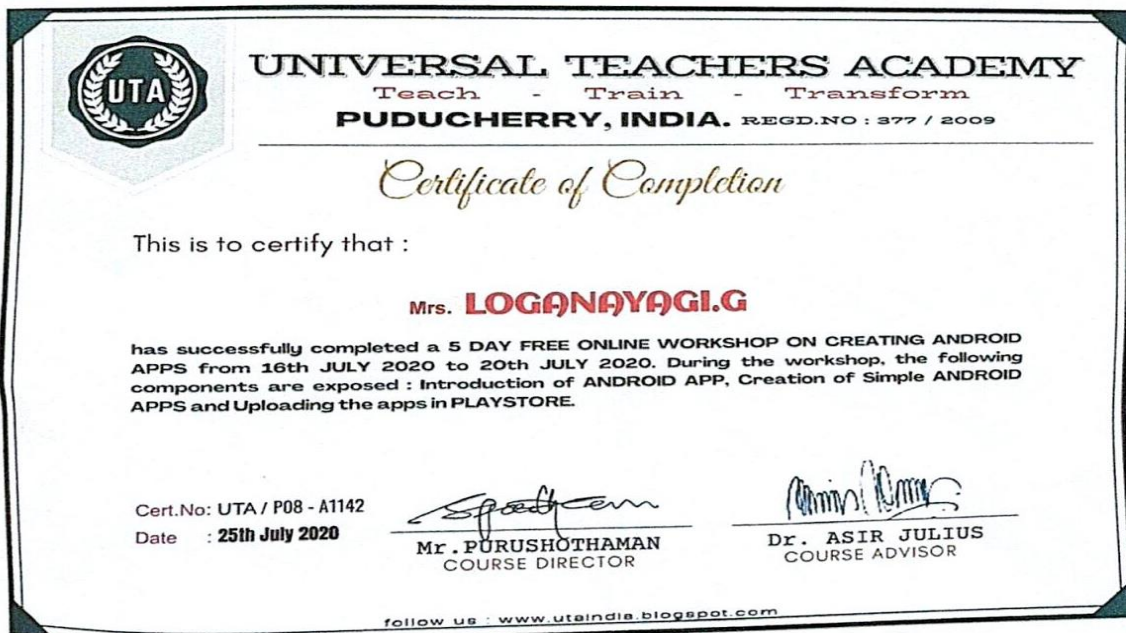 UTA
UNIVERSAL TEACHERS ACADEMY
Teach - Train - Transform
PUDUCHERRY, INDIA. REGD.NO : 377 / 2009
Certificate of Completion
This is to certify that :
Mrs. LOGANAYAGI.G
has successfully completed a 5 DAY FREE ONLINE WORKSHOP ON CREATING ANDROID
APPS from 16th JULY 2020 to 20th JULY 2020. During the workshop, the following
components are exposed : Introduction of ANDROID APP, Creation of Simple ANDROID
APPS and Uploading the apps in PLAYSTORE.
Cert.No: UTA / P08 - A1142
Date : 25th July 2020
Mr.PURUSHOTHAMAN
COURSE DIRECTOR
Dr. ASIR JULIUS
COURSE ADVISOR
follow us : www.utaindia.blogspot.com